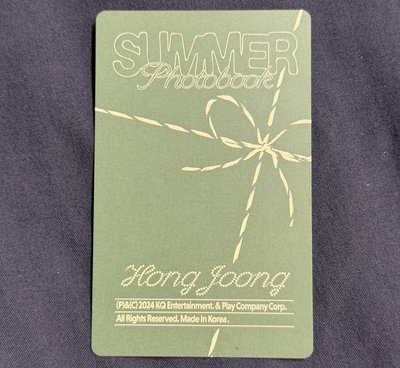 SUMMER
Photobook
Hong Joong
(P)&(C) 2024 KQ Entertainment. & Play Company Corp.
All Rights Reserved. Made In Korea.